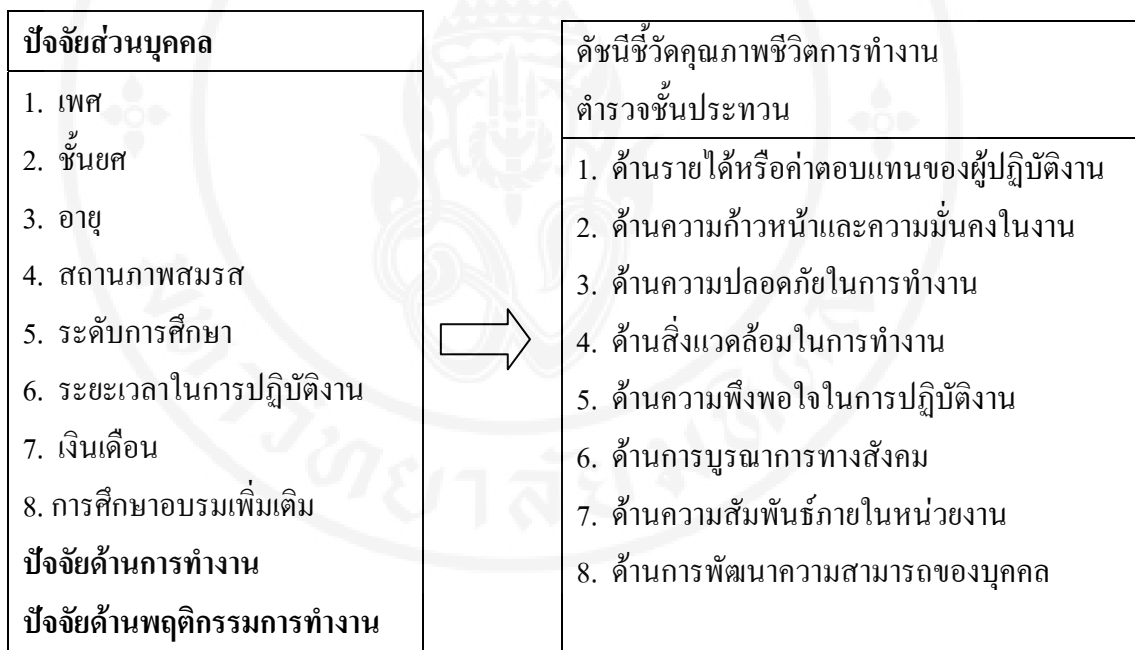 ปัจจัยส่วนบุคคล
1. เพศ
2. ชั้นยศ
3. อายุ
4. สถานภาพสมรส
5. ระดับการศึกษา
6. ระยะเวลาในการปฏิบัติงาน
7. เงินเดือน
8. การศึกษาอบรมเพิ่มเติม
ปัจจัยด้านการทำงาน
ปัจจัยด้านพฤติกรรมการทำงาน
ดัชนีชี้วัดคุณภาพชีวิตการทำงาน
ตำรวจชั้นประทวน
1. ด้านรายได้หรือค่าตอบแทนของผู้ปฏิบัติงาน
2. ด้านความก้าวหน้าและความมั่นคงในงาน
3. ด้านความปลอดภัยในการทำงาน
4. ด้านสิ่งแวดล้อมในการทำงาน
5. ด้านความพึงพอใจในการปฏิบัติงาน
6. ด้านการบูรณาการทางสังคม
7. ด้านความสัมพันธ์ภายในหน่วยงาน
8. ด้านการพัฒนาความสามารถของบุคคล